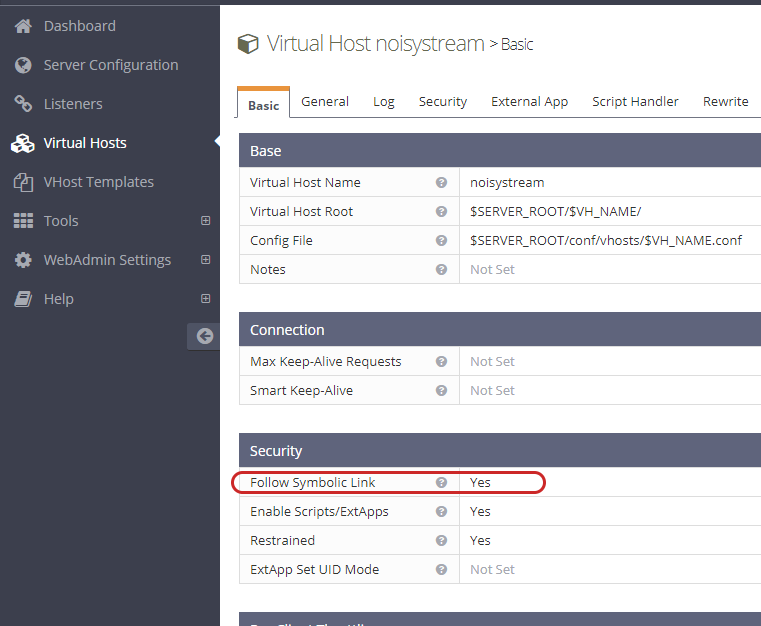 Dashboard
Server Configuration
Listeners
Virtual Hosts
VHost Templates
Tools
WebAdmin Settings
Help
Virtual Host noisystream > Basic
Basic General Log Security External App Script Handler Rewrite
Base
Virtual Host Name noisystream
Virtual Host Root $SERVER_ROOT/$VH_NAME/
Config File $SERVER_ROOT/conf/vhosts/$VH_NAME.conf
Notes Not Set
Connection
Max Keep-Alive Requests Not Set
Smart Keep-Alive Not Set
Security
Follow Symbolic Link Yes
Enable Scripts/ExtApps Yes
Restrained Yes
ExtApp Set UID Mode Not Set